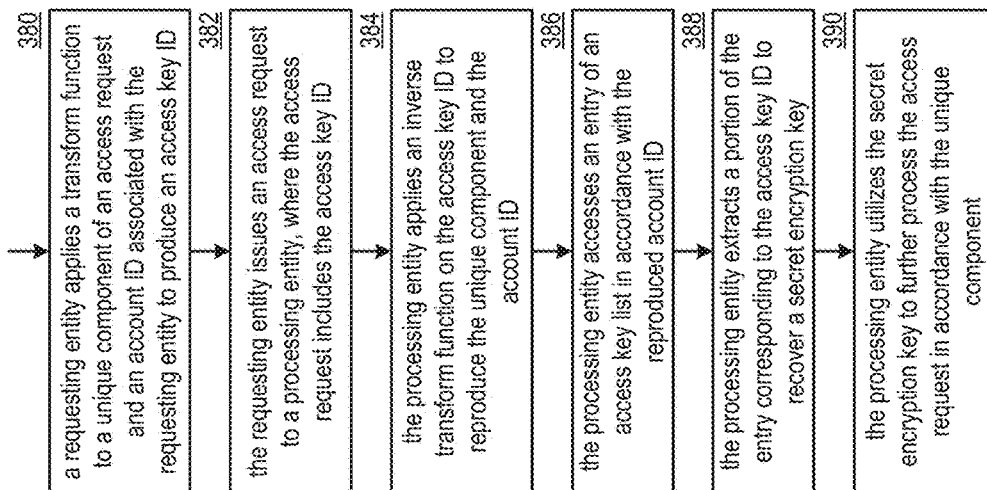 380
a requesting entity applies a transform function
to a unique component of an access request
and an account ID associated with the
requesting entity to produce an access key ID
382
the requesting entity issues an access request
to a processing entity, where the access
request includes the access key ID
384
the processing entity applies an inverse
transform function on the access key ID to
reproduce the unique component and the
account ID
386
the processing entity accesses an entry of an
access key list in accordance with the
reproduced account ID
388
the processing entity extracts a portion of the
entry corresponding to the access key ID to
recover a secret encryption key
390
the processing entity utilizes the secret
encryption key to further process the access
request in accordance with the unique
component